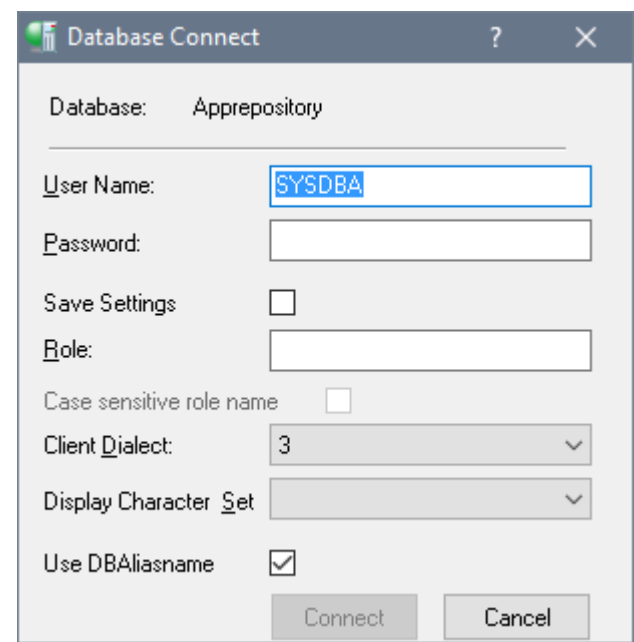 Database Connect ?
Database: Apprepository
User Name: SYSDBA
Password:
Save Settings
Role:
Case sensitive role name
Client Dialect: 3
Display Character Set
Use DBAliasname
Connect Cancel